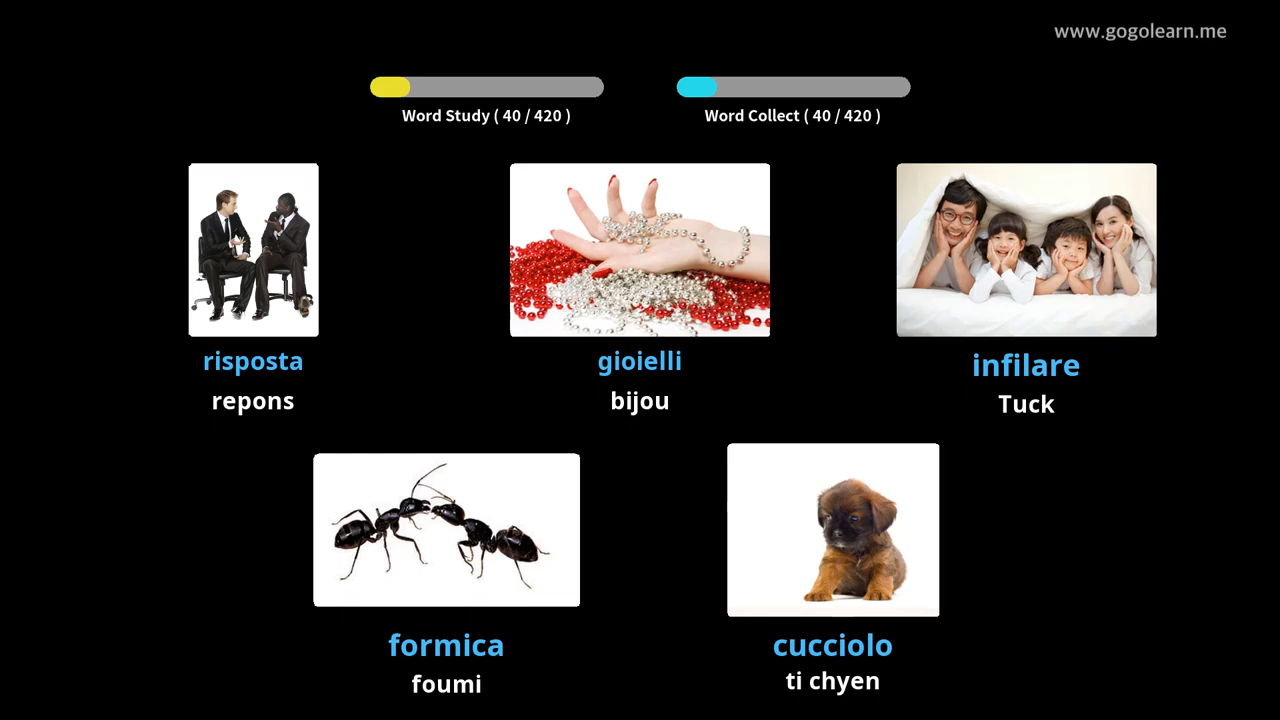 www.gogolearn.me
Word Study ( 40 / 420 )
Word Collect ( 40 / 420 )
risposta
repons
gioielli
bijou
infilare
Tuck
formica
foumi
cucciolo
ti chyen